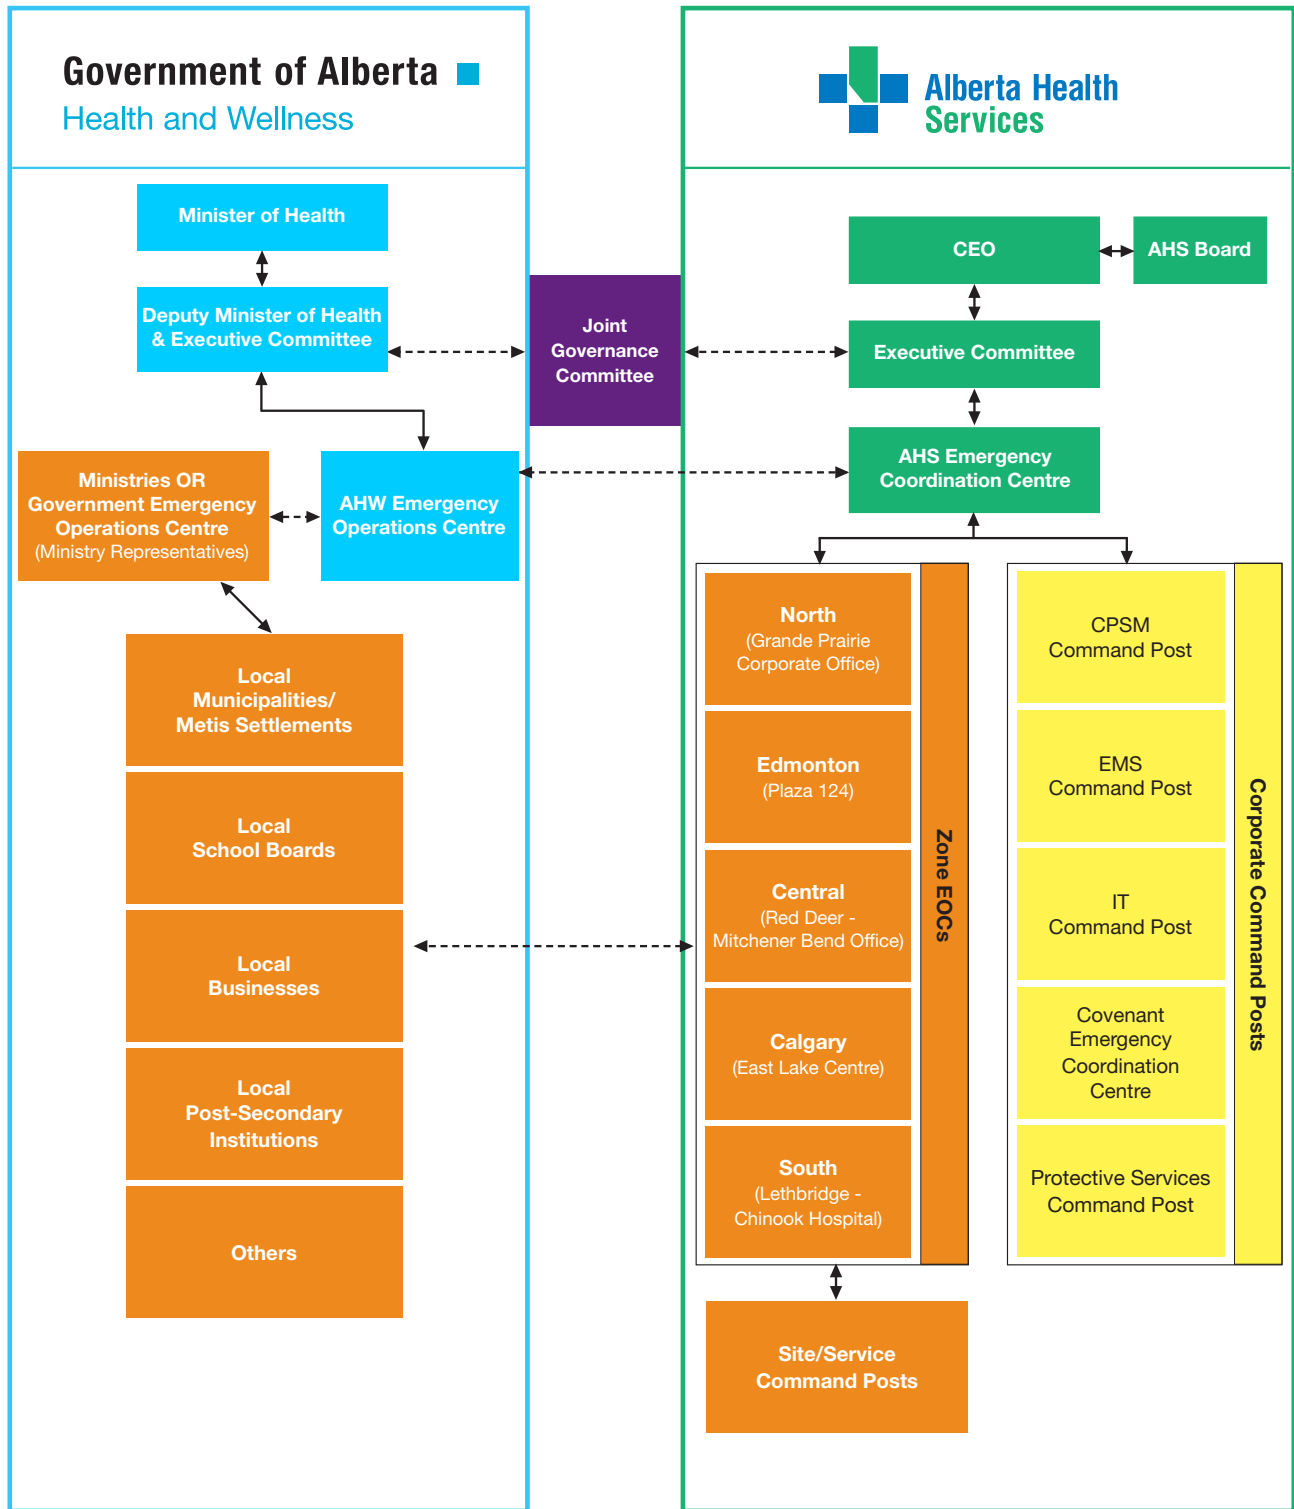 Government of Alberta
Health and Wellness
Minister of Health
Deputy Minister of Health
& Executive Committee
Ministries OR
Government Emergency
Operations Centre
(Ministry Representatives)
AHW Emergency
Operations Centre
Local
Municipalities/
Metis Settlements
Local
School Boards
Local
Businesses
Local
Post-Secondary
Institutions
Others
Joint
Governance
Committee
Alberta Health
Services
CEO
AHS Board
Executive Committee
AHS Emergency
Coordination Centre
North
(Grande Prairie
Corporate Office)
Edmonton
(Plaza 124)
Central
(Red Deer -
Mitchener Bend Office)
Calgary
(East Lake Centre)
South
(Lethbridge -
Chinook Hospital)
Zone EOCs
CPSM
Command Post
EMS
Command Post
IT
Command Post
Covenant
Emergency
Coordination
Centre
Protective Services
Command Post
Corporate Command Posts
Site/Service
Command Posts